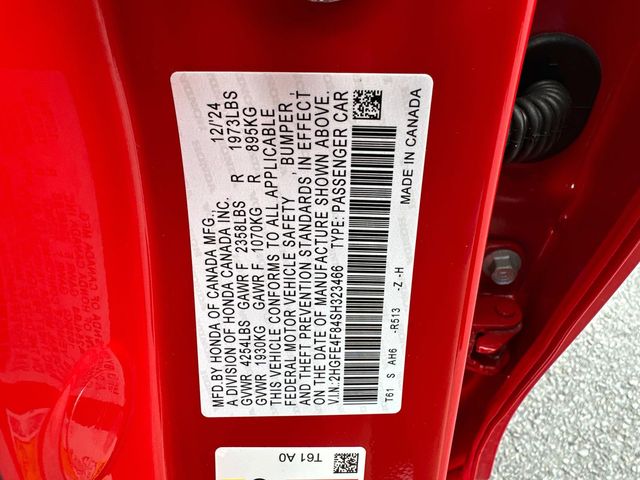 MFD.BY HONDA OF CANADA MFG., 12/'24
A DIVISION OF HONDA CANADA INC.
GVWR 4254LBS GAWR F 2358LBS R 1973LBS
GVWR 1930KG GAWR F 1070KG R 895KG
THIS VEHICLE CONFORMS TO ALL APPLICABLE
FEDERAL MOTOR VEHICLE SAFETY , BUMPER ,
AND THEFT PREVENTION STANDARDS IN EFFECT
ON THE DATE OF MANUFACTURE SHOWN ABOVE.
V.I.N.:2HGFE4F84SH323466 TYPE: PASSENGER CAR
T61 S AH6 -R513 -Z -H
MADE IN CANADA
T61 A0